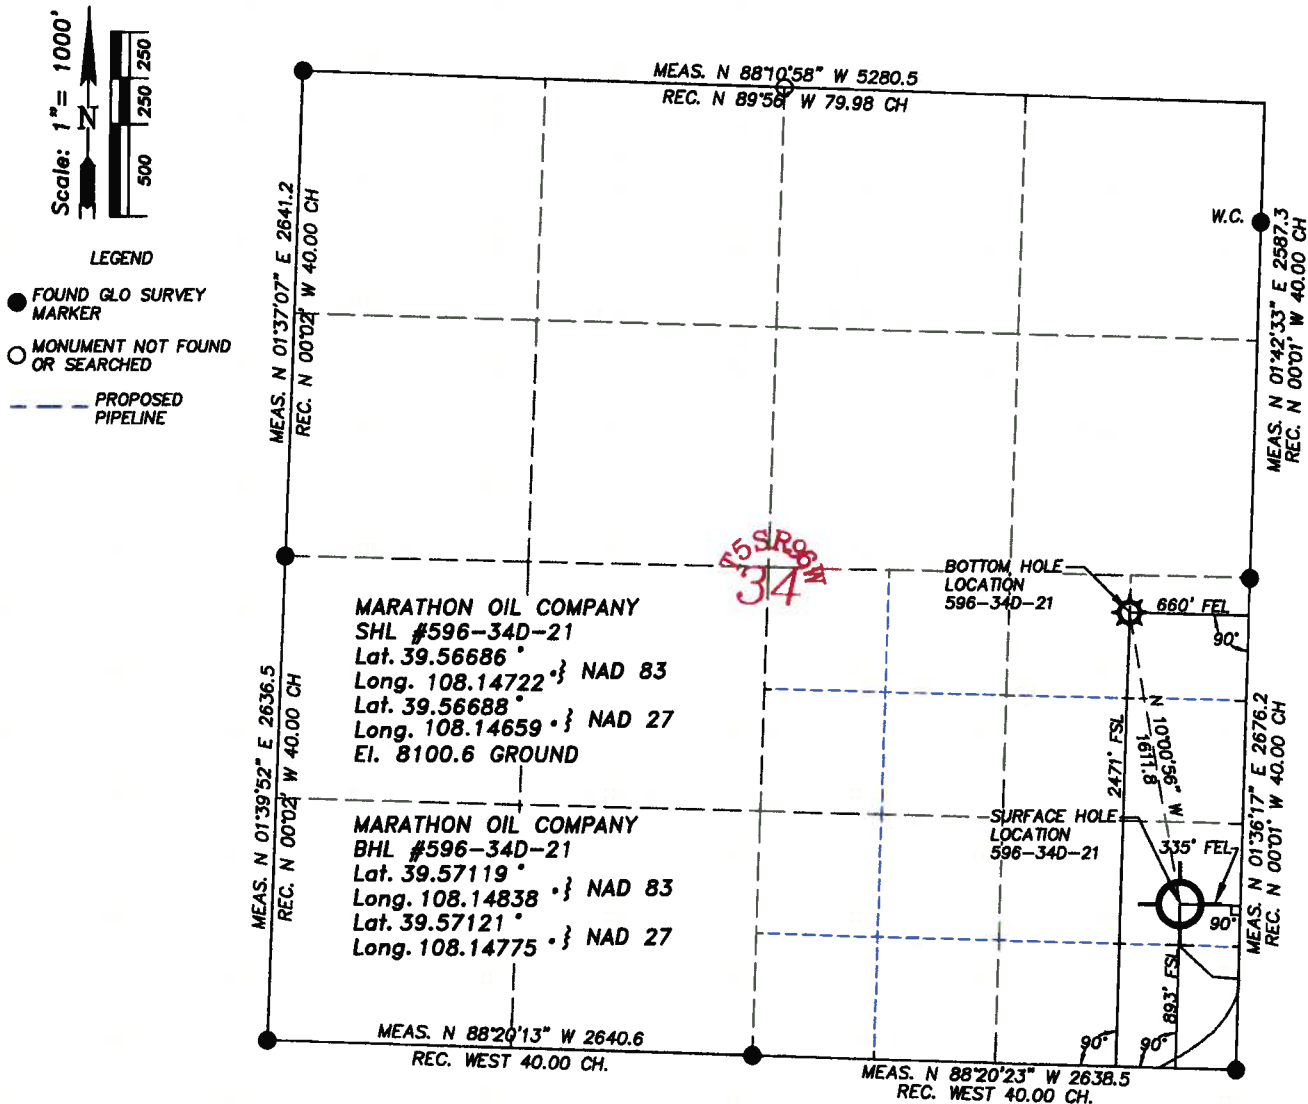 Scale: 1"= 1000'
N
500
250
250
LEGEND
FOUND GLO SURVEY
MARKER
MONUMENT NOT FOUND
OR SEARCHED
PROPOSED
PIPELINE
MEAS. N 88°10'58" W 5280.5
REC. N 89°56' W 79.98 CH
MEAS. N 01°37'07" E 2641.2
REC. N 00°02' W 40.00 CH
W.C.
MEAS. N 01°42'33" E 2587.3
REC. N 00°01' W 40.00 CH
T5S R96W
34
BOTTOM HOLE
LOCATION
596-34D-21
660' FEL
90°
MARATHON OIL COMPANY
SHL #596-34D-21
Lat. 39.56686 °
Long. 108.14722 ° } NAD 83
Lat. 39.56688 °
Long. 108.14659 ° } NAD 27
El. 8100.6 GROUND
MEAS. N 01°39'52" E 2636.5
REC. N 00°02' W 40.00 CH
2471' FSL
N 10°00'56" W
1611.8
MEAS. N 01°36'17" E 2676.2
REC. N 00°01' W 40.00 CH
MARATHON OIL COMPANY
BHL #596-34D-21
Lat. 39.57119 °
Long. 108.14838 ° } NAD 83
Lat. 39.57121 °
Long. 108.14775 ° } NAD 27
SURFACE HOLE
LOCATION
596-34D-21
335' FEL
90°
893' FSL
90°
90°
MEAS. N 88°20'13" W 2640.6
REC. WEST 40.00 CH.
MEAS. N 88°20'23" W 2638.5
REC. WEST 40.00 CH.